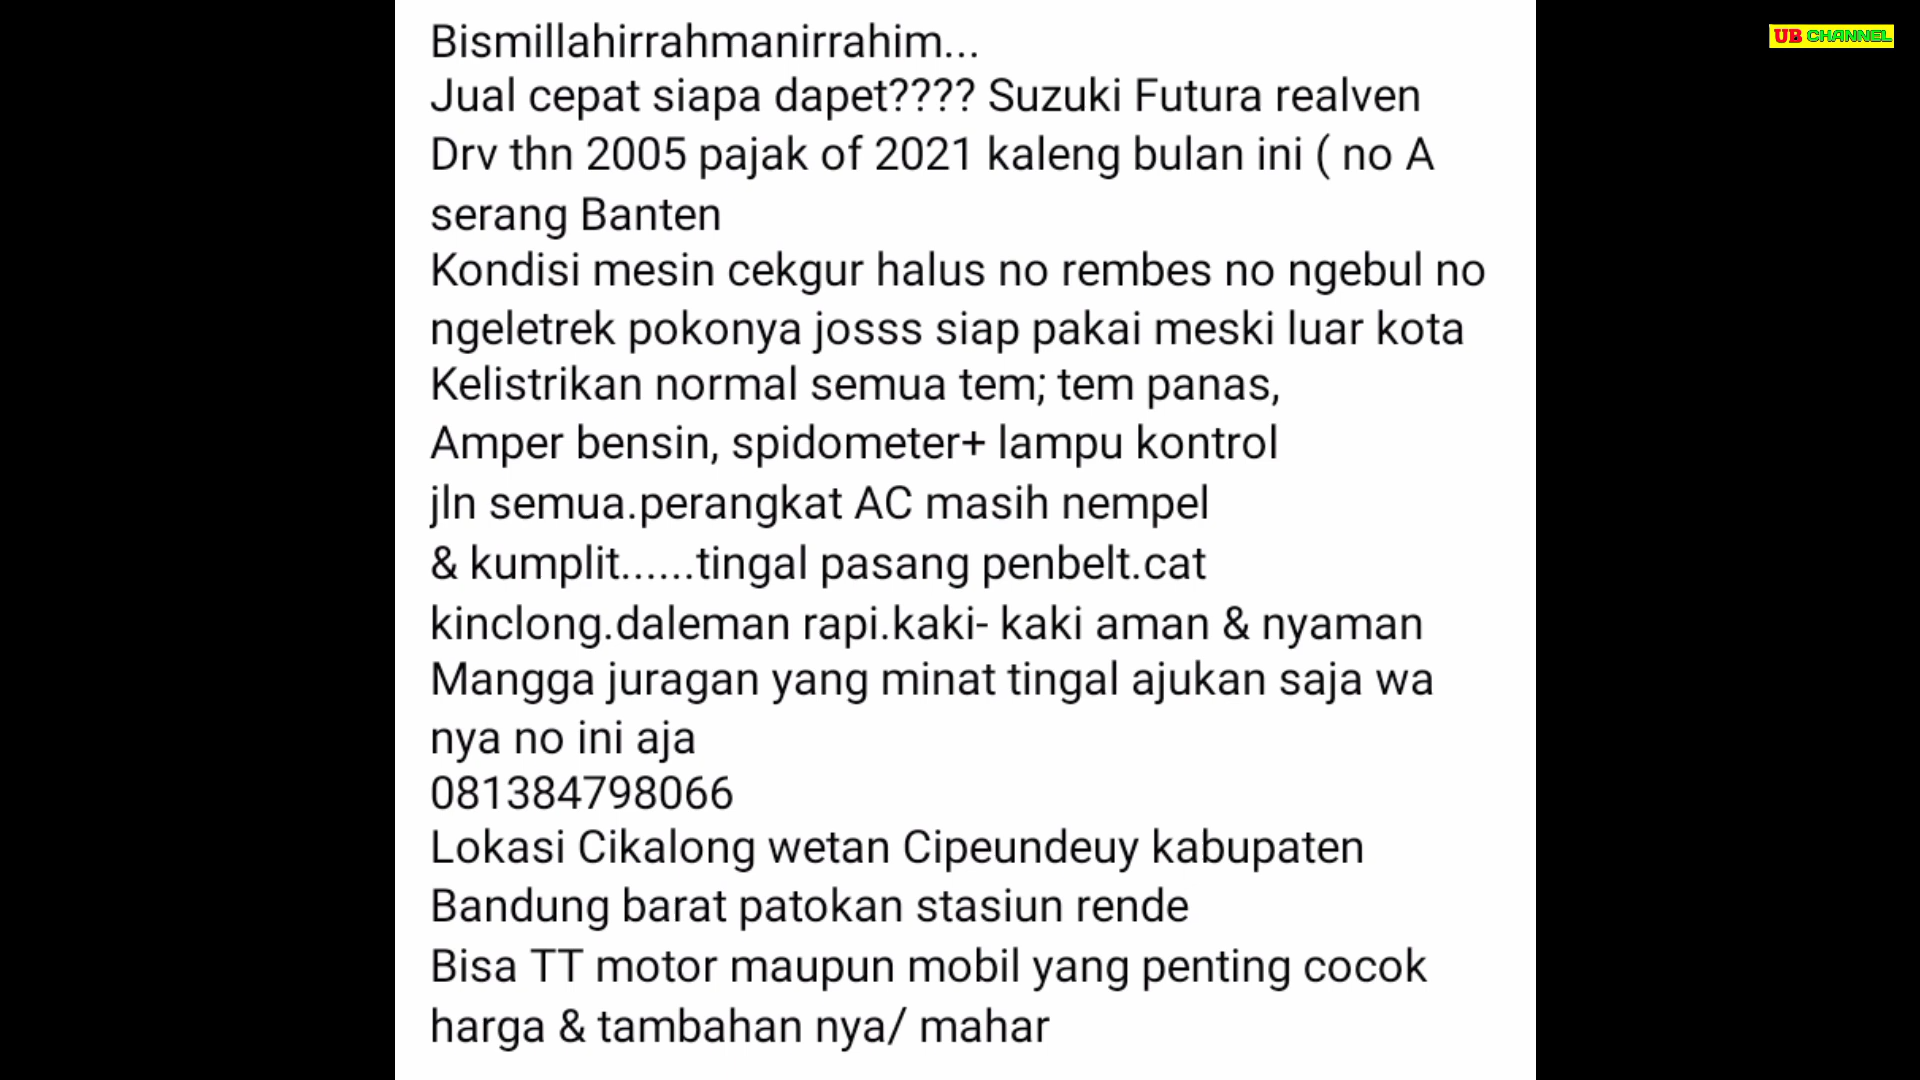 Bismillahirrahmanirrahim...
Jual cepat siapa dapet???? Suzuki Futura realven
Drv thn 2005 pajak of 2021 kaleng bulan ini ( no A
serang Banten
Kondisi mesin cekgur halus no rembes no ngebul no
ngeletrek pokonya josss siap pakai meski luar kota
Kelistrikan normal semua tem; tem panas,
Amper bensin, spidometer+ lampu kontrol
jln semua.perangkat AC masih nempel
& kumplit......tingal pasang penbelt.cat
kinclong.daleman rapi.kaki- kaki aman & nyaman
Mangga juragan yang minat tingal ajukan saja wa
nya no ini aja
081384798066
Lokasi Cikalong wetan Cipeundeuy kabupaten
Bandung barat patokan stasiun rende
Bisa TT motor maupun mobil yang penting cocok
harga & tambahan nya/ mahar
UB CHANNEL